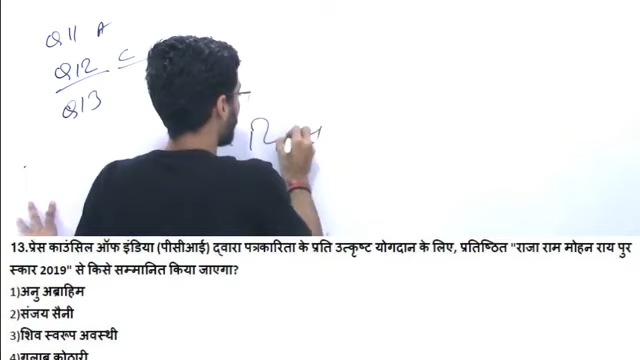 Q11 A
Q12 C
Q13
13.प्रेस काउंसिल ऑफ इंडिया (पीसीआई) द्वारा पत्रकारिता के प्रति उत्कृष्ट योगदान के लिए, प्रतिष्ठित "राजा राम मोहन राय पुर
स्कार 2019" से किसे सम्मानित किया जाएगा?
1)अनु अब्राहिम
2)संजय सैनी
3)शिव स्वरूप अवस्थी
4)गुलाब कोठारी